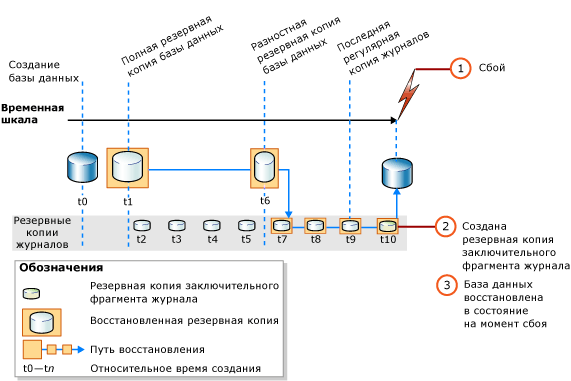 Создание
базы данных
Полная резервная
копия базы данных
Разностная
резервная копия
базы данных
Последняя
регулярная
копия журналов
1
Сбой
Временная
шкала
t0
t1
t6
Резервные
копии
журналов
t2
t3
t4
t5
t7
t8
t9
t10
2
Создана
резервная копия
заключительного
фрагмента журнала
3
База данных
восстановлена
в состояние
на момент сбоя
Обозначения
Резервная копия заключительного
фрагмента журнала
Восстановленная резервная копия
Путь восстановления
t0—tn
Относительное время создания